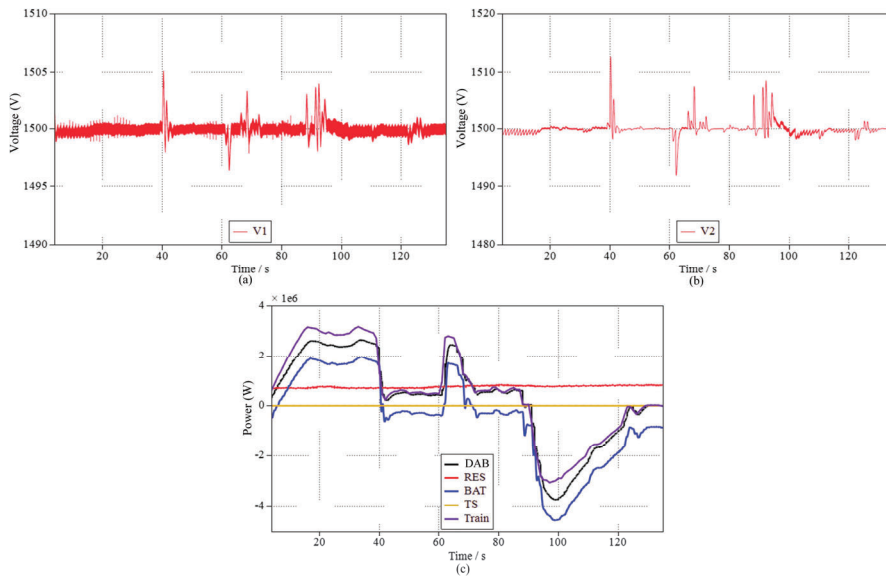 1510
1505
1500
1495
1490
Voltage (V)
V1
20 40 60 80 100 120
Time / s
(a)
1520
1510
1500
1490
1480
Voltage (V)
V2
20 40 60 80 100 120
Time / s
(b)
× 1e6
4
2
0
-2
-4
Power (W)
DAB
RES
BAT
TS
Train
20 40 60 80 100 120
Time / s
(c)